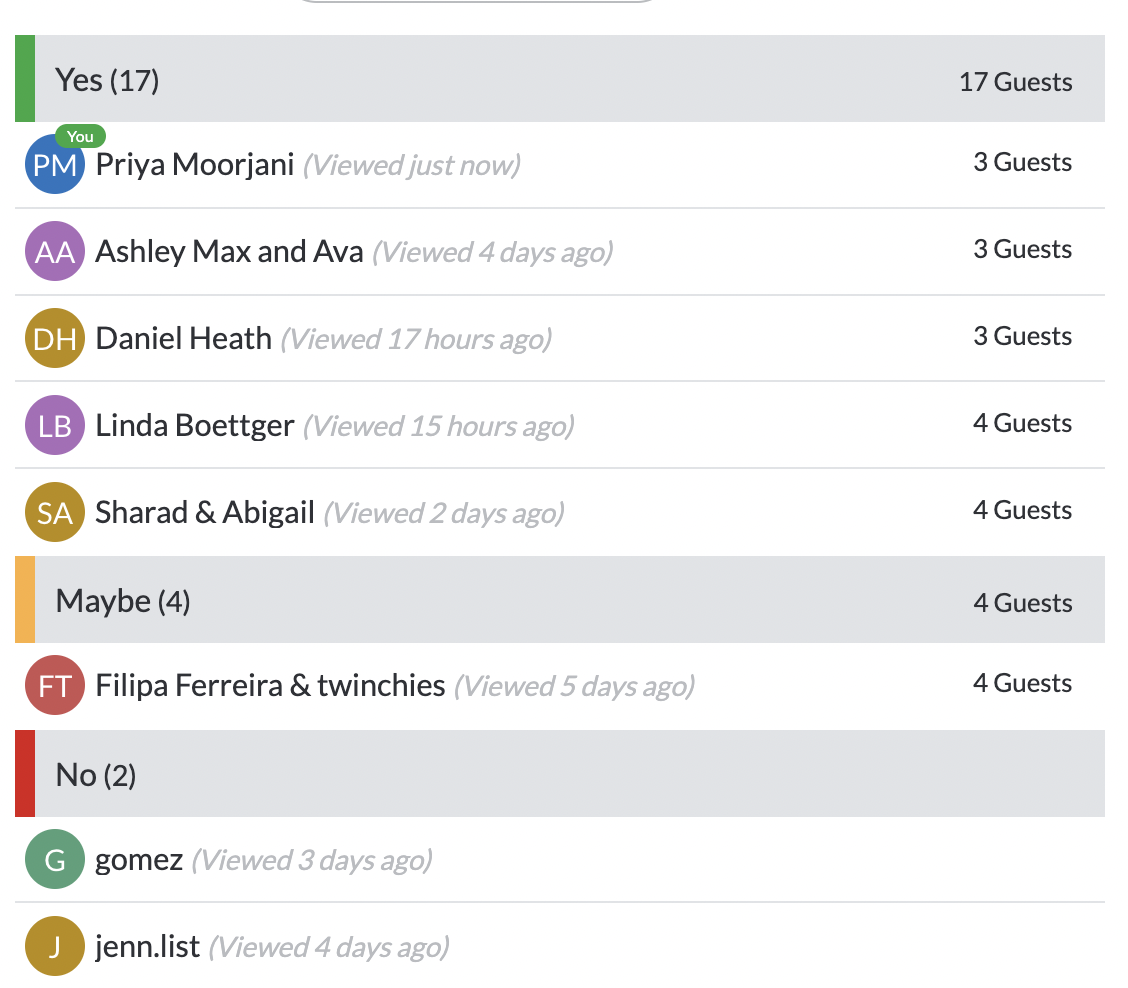 Yes (17) 17 Guests
You
PM Priya Moorjani (Viewed just now) 3 Guests
AA Ashley Max and Ava (Viewed 4 days ago) 3 Guests
DH Daniel Heath (Viewed 17 hours ago) 3 Guests
LB Linda Boettger (Viewed 15 hours ago) 4 Guests
SA Sharad & Abigail (Viewed 2 days ago) 4 Guests
Maybe (4) 4 Guests
FT Filipa Ferreira & twinchies (Viewed 5 days ago) 4 Guests
No (2)
G gomez (Viewed 3 days ago)
J jenn.list (Viewed 4 days ago)